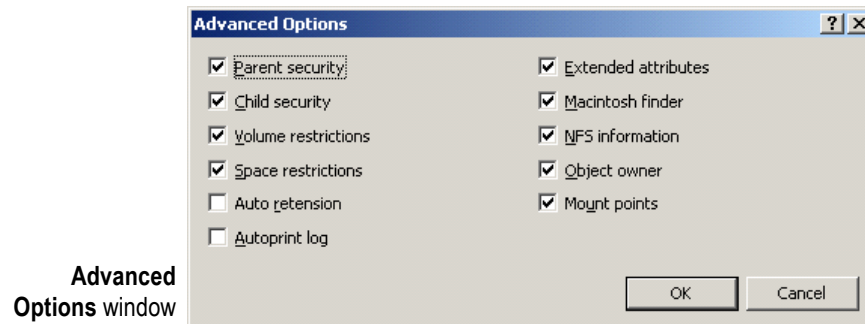 Advanced Options
Parent security
Child security
Volume restrictions
Space restrictions
Auto retension
Autoprint log
Extended attributes
Macintosh finder
NFS information
Object owner
Mount points
OK
Cancel
Advanced
Options window